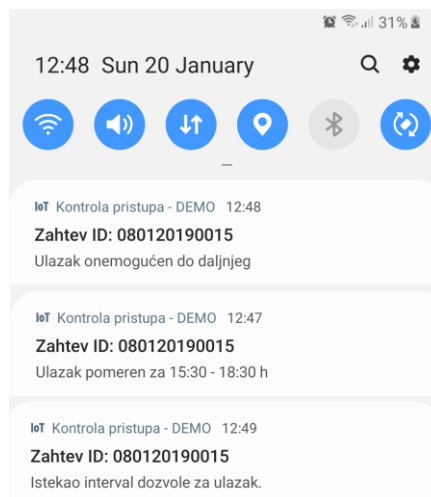 31%
12:48 Sun 20 January
IoT Kontrola pristupa - DEMO 12:48
Zahtev ID: 080120190015
Ulazak onemogućen do daljnjeg
IoT Kontrola pristupa - DEMO 12:47
Zahtev ID: 080120190015
Ulazak pomeren za 15:30 - 18:30 h
IoT Kontrola pristupa - DEMO 12:49
Zahtev ID: 080120190015
Istekao interval dozvole za ulazak.